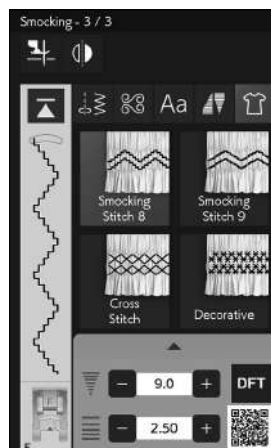 Smocking - 3 / 3
Aa
Smocking Stitch 8
Smocking Stitch 9
Cross Stitch
Decorative
9.0
DFT
2.50